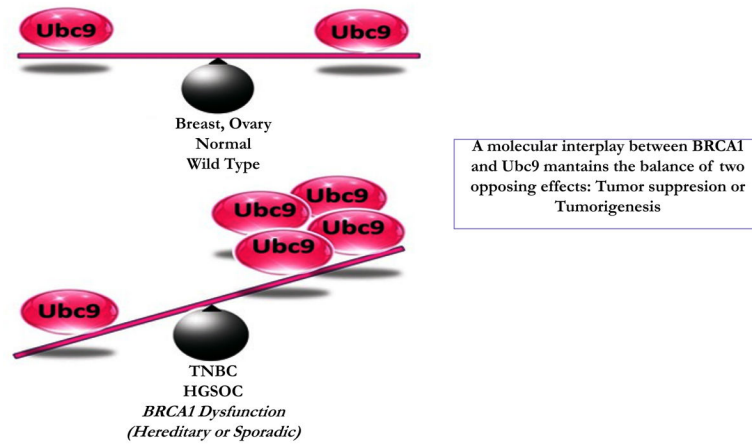 Ubc9
Ubc9
Breast, Ovary
Normal
Wild Type
A molecular interplay between BRCA1
and Ubc9 mantains the balance of two
opposing effects: Tumor suppresion or
Tumorigenesis
Ubc9
Ubc9
Ubc9
Ubc9
Ubc9
TNBC
HGSOC
BRCA1 Dysfunction
(Hereditary or Sporadic)